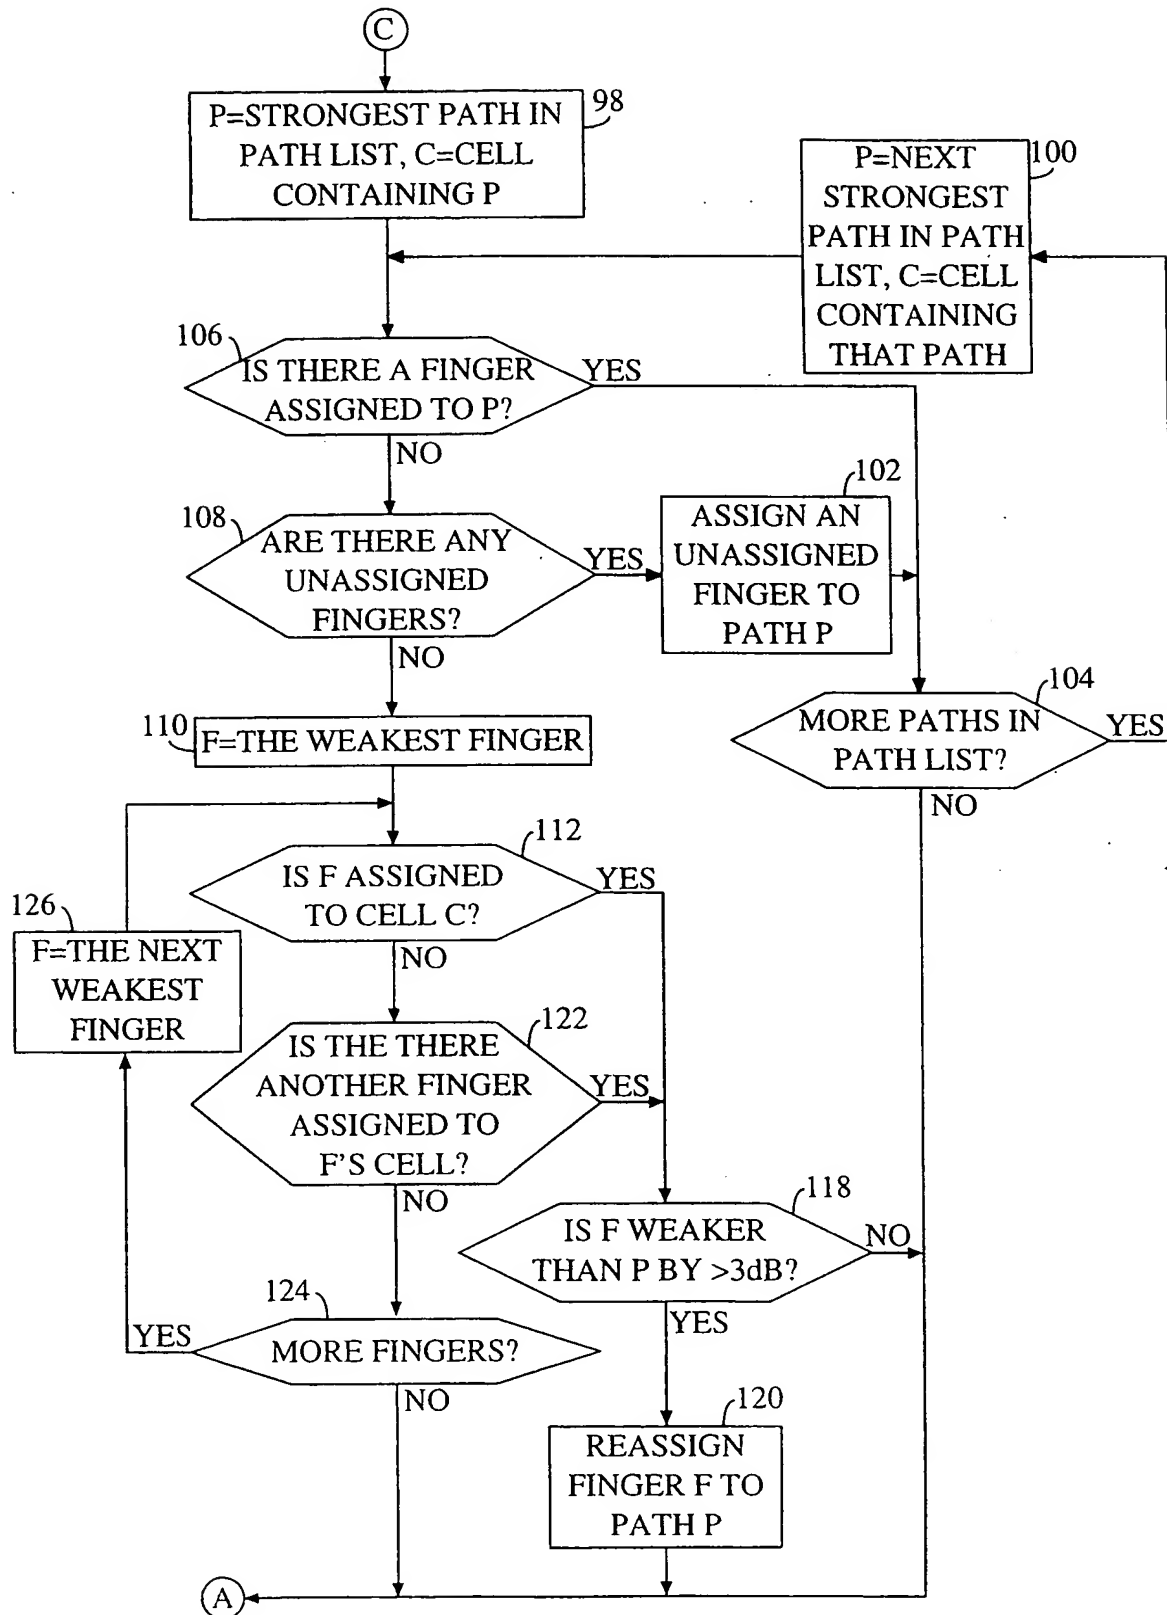 C
P=STRONGEST PATH IN
PATH LIST, C=CELL
CONTAINING P
98
P=NEXT
STRONGEST
PATH IN PATH
LIST, C=CELL
CONTAINING
THAT PATH
100
106
IS THERE A FINGER
ASSIGNED TO P?
YES
NO
108
ARE THERE ANY
UNASSIGNED
FINGERS?
YES
NO
102
ASSIGN AN
UNASSIGNED
FINGER TO
PATH P
104
MORE PATHS IN
PATH LIST?
YES
NO
110
F=THE WEAKEST FINGER
112
IS F ASSIGNED
TO CELL C?
YES
NO
126
F=THE NEXT
WEAKEST
FINGER
122
IS THE THERE
ANOTHER FINGER
ASSIGNED TO
F'S CELL?
YES
NO
118
IS F WEAKER
THAN P BY >3dB?
NO
YES
124
MORE FINGERS?
YES
NO
120
REASSIGN
FINGER F TO
PATH P
A